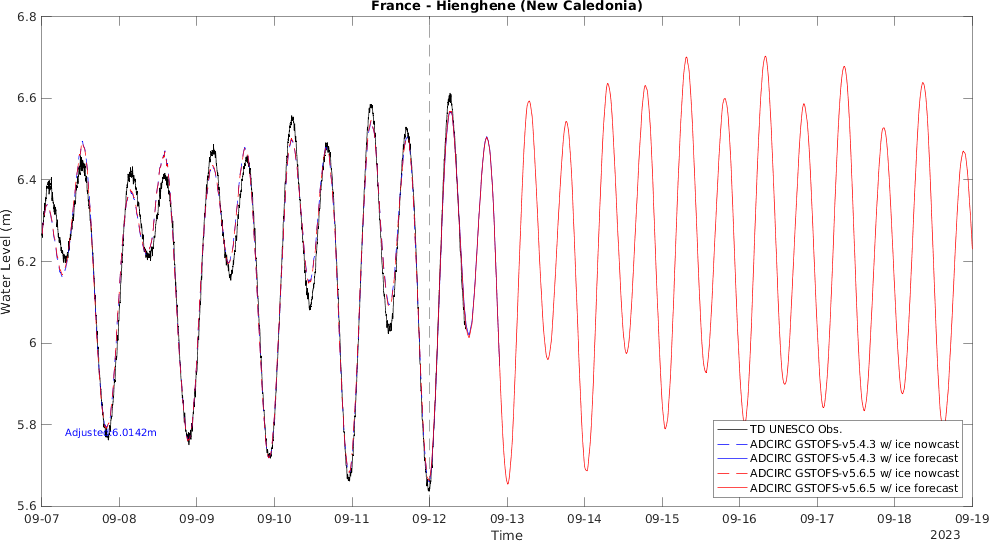 France - Hienghene (New Caledonia)
6.8
6.6
6.4
6.2
6
5.8
5.6
Water Level (m)
Adjusted 6.0142m
TD UNESCO Obs.
ADCIRC GSTOFS-v5.4.3 w/ ice nowcast
ADCIRC GSTOFS-v5.4.3 w/ ice forecast
ADCIRC GSTOFS-v5.6.5 w/ ice nowcast
ADCIRC GSTOFS-v5.6.5 w/ ice forecast
09-07 09-08 09-09 09-10 09-11 09-12 09-13 09-14 09-15 09-16 09-17 09-18 09-19
Time
2023